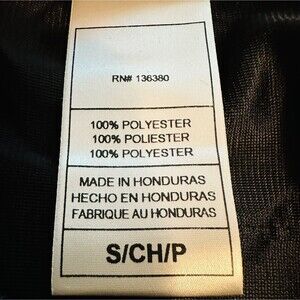 RN# 136380
100% POLYESTER
100% POLIESTER
100% POLYESTER
MADE IN HONDURAS
HECHO EN HONDURAS
FABRIQUE AU HONDURAS
S/CH/P